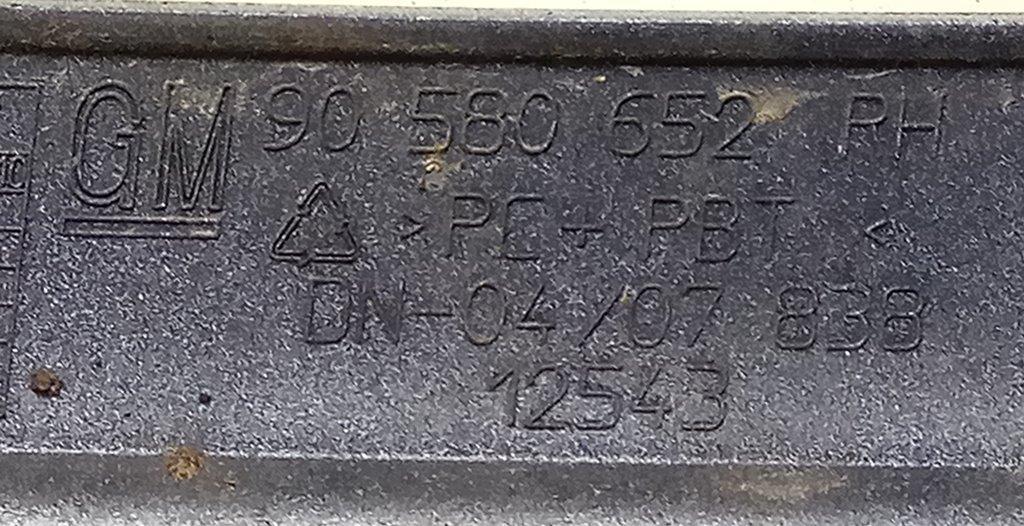 GM 90 580 652 RH
>PC+PBT<
DN-04/07 838
12543